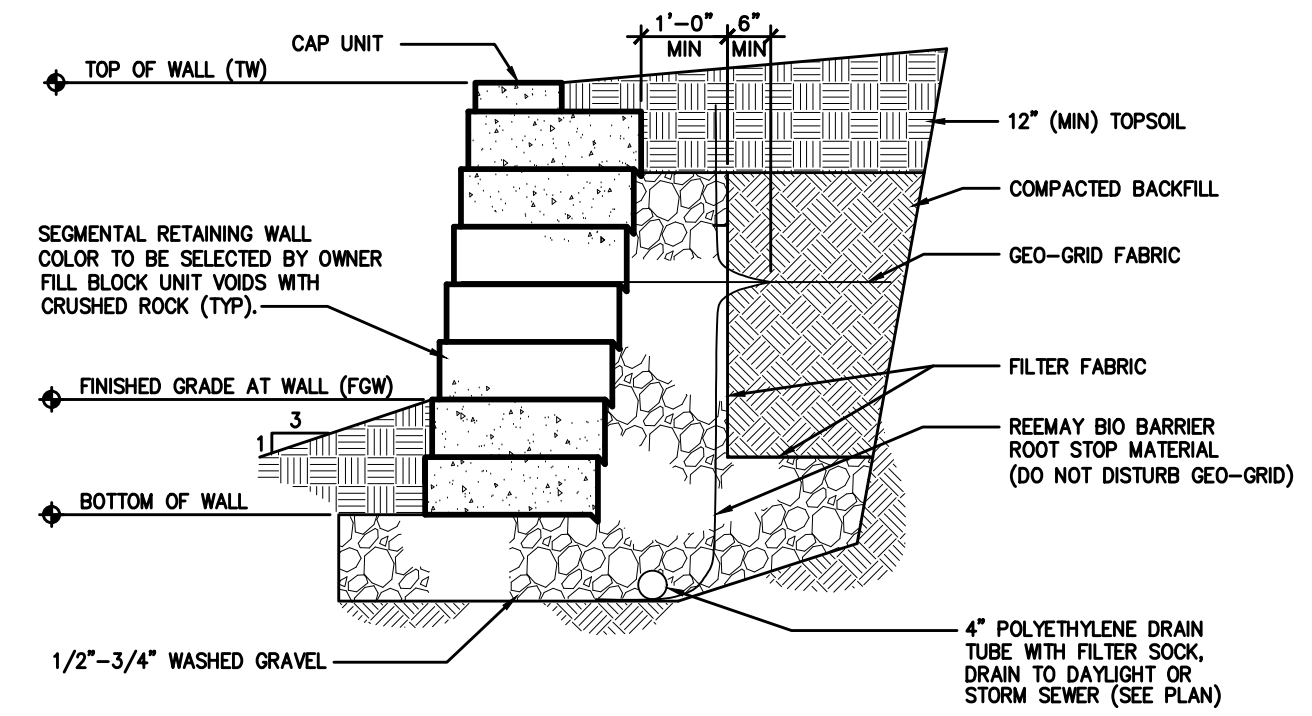 1'-0" 6"
MIN MIN
CAP UNIT
TOP OF WALL (TW)
12" (MIN) TOPSOIL
COMPACTED BACKFILL
SEGMENTAL RETAINING WALL
COLOR TO BE SELECTED BY OWNER
FILL BLOCK UNIT VOIDS WITH
CRUSHED ROCK (TYP).
GEO-GRID FABRIC
FILTER FABRIC
FINISHED GRADE AT WALL (FGW)
3
1
REEMAY BIO BARRIER
ROOT STOP MATERIAL
(DO NOT DISTURB GEO-GRID)
BOTTOM OF WALL
4" POLYETHYLENE DRAIN
TUBE WITH FILTER SOCK,
DRAIN TO DAYLIGHT OR
STORM SEWER (SEE PLAN)
1/2"-3/4" WASHED GRAVEL